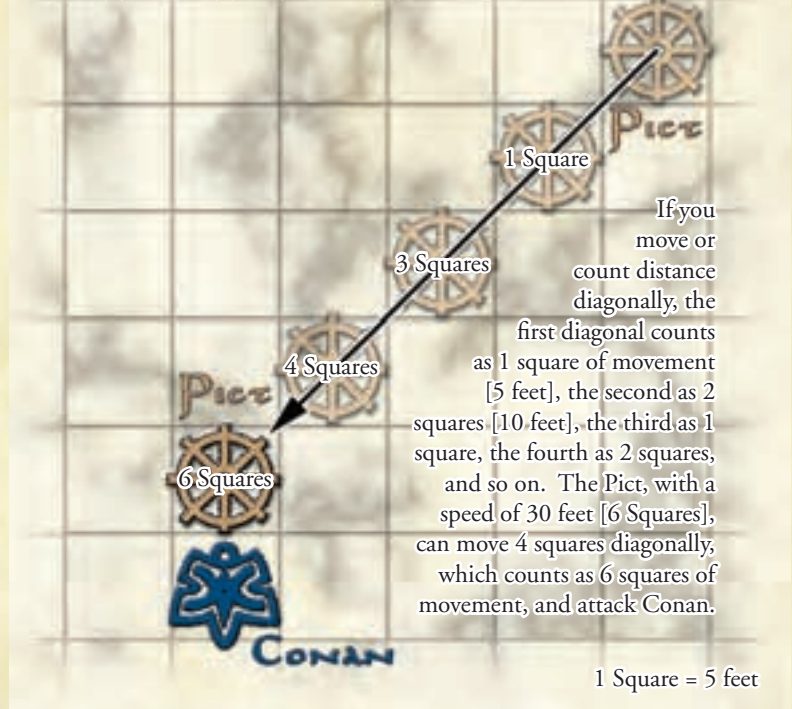 Pict
1 Square
3 Squares
4 Squares
Pict
6 Squares
Conan
If you
move or
count distance
diagonally, the
first diagonal counts
as 1 square of movement
[5 feet], the second as 2
squares [10 feet], the third as 1
square, the fourth as 2 squares,
and so on. The Pict, with a
speed of 30 feet [6 Squares],
can move 4 squares diagonally,
which counts as 6 squares of
movement, and attack Conan.
1 Square = 5 feet